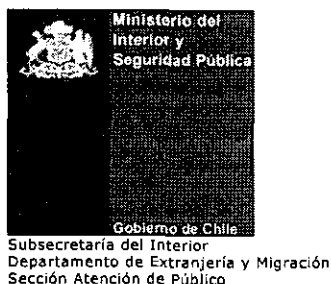 Ministerio del
Interior y
Seguridad Pública
Gobierno de Chile
Subsecretaría del Interior
Departamento de Extranjería y Migración
Sección Atención de Público